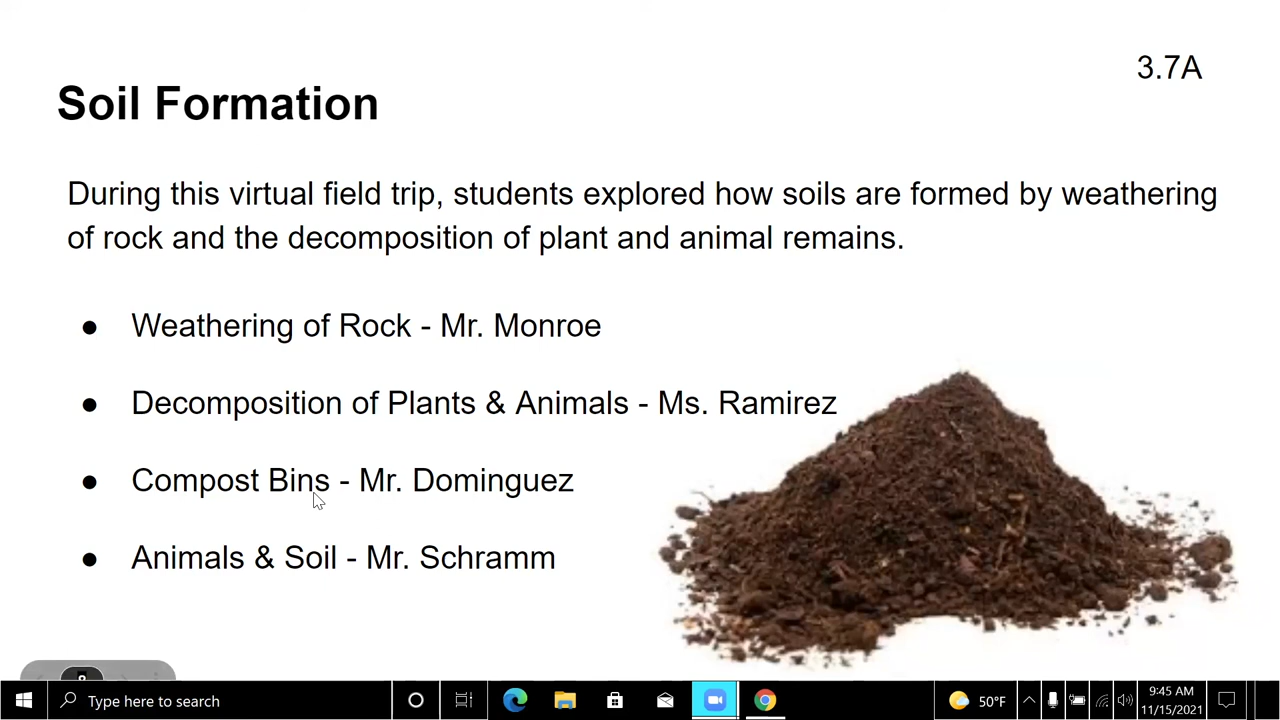 3.7A
Soil Formation
During this virtual field trip, students explored how soils are formed by weathering
of rock and the decomposition of plant and animal remains.
● Weathering of Rock - Mr. Monroe
● Decomposition of Plants & Animals - Ms. Ramirez
● Compost Bins - Mr. Dominguez
● Animals & Soil - Mr. Schramm
Type here to search
50°F
9:45 AM
11/15/2021